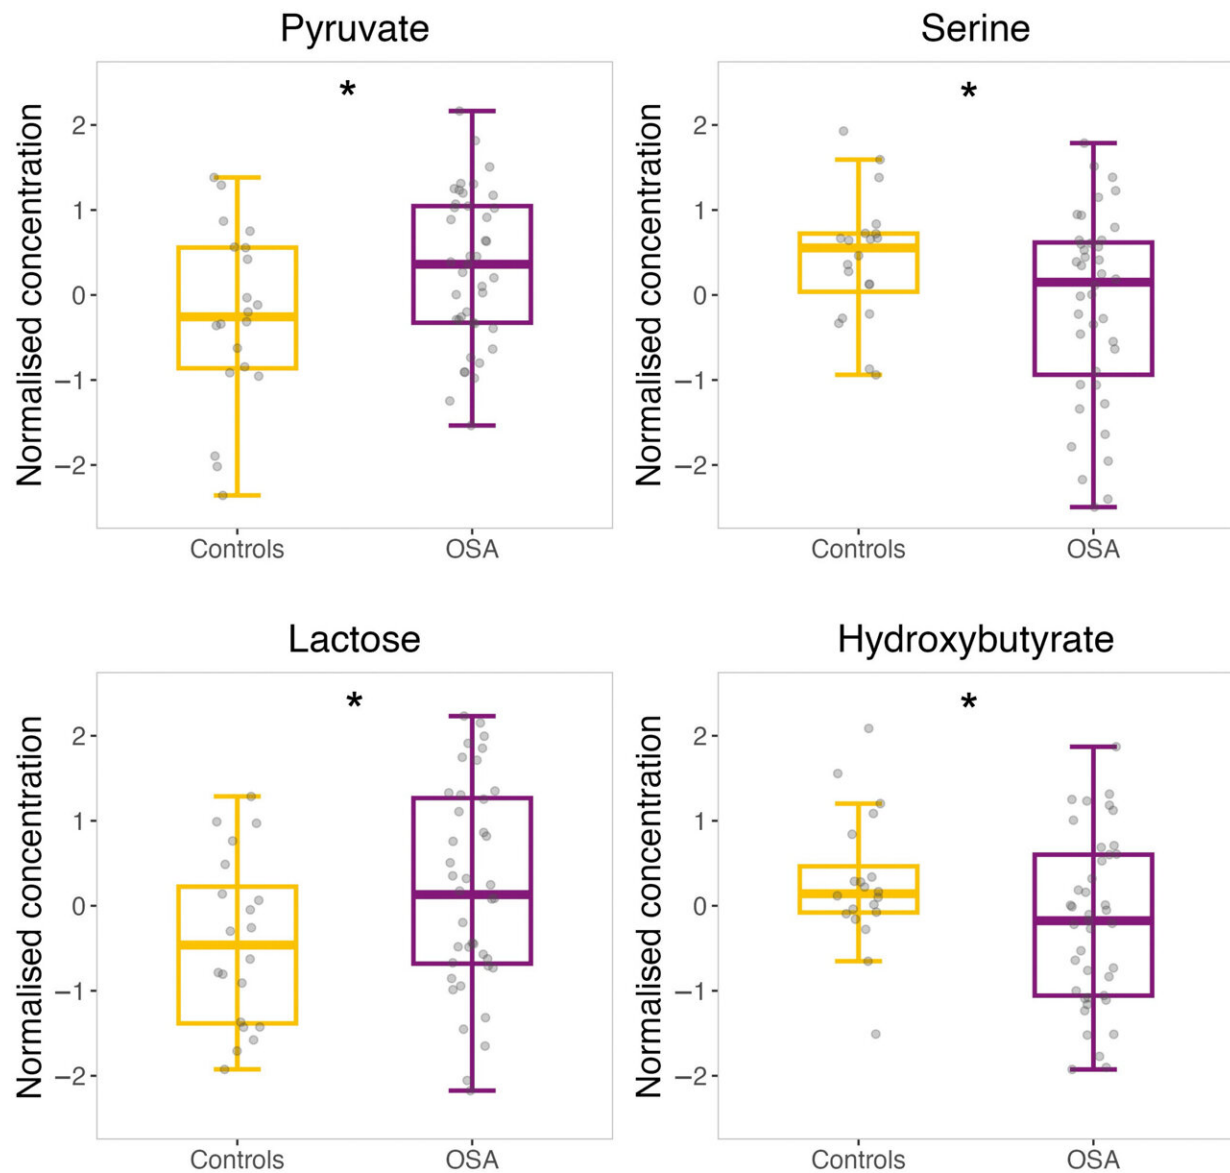 Pyruvate
*
Normalised concentration
2
1
0
−1
−2
Controls
OSA
Serine
*
Normalised concentration
2
1
0
−1
−2
Controls
OSA
Lactose
*
Normalised concentration
2
1
0
−1
−2
Controls
OSA
Hydroxybutyrate
*
Normalised concentration
2
1
0
−1
−2
Controls
OSA